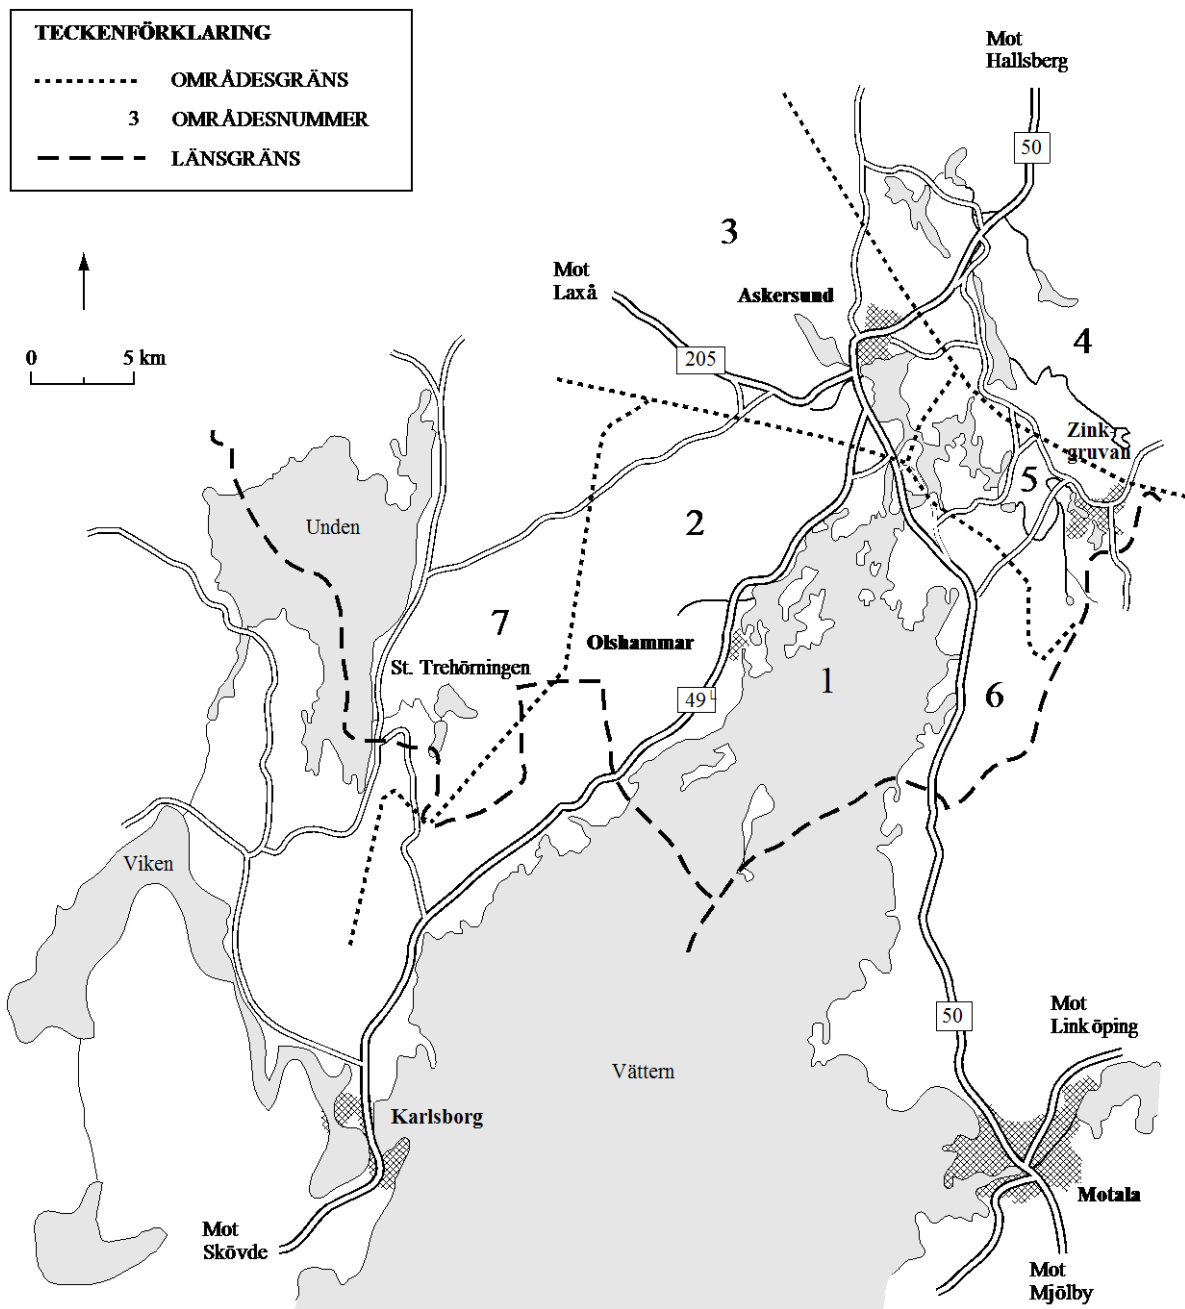 TECKENFÖRKLARING
OMRÅDESGRÄNS
3 OMRÅDESNUMMER
LÄNSGRÄNS
Mot
Hallsberg
50
3
Mot
Laxå
Askersund
0 5 km
205
4
Zink-
gruvan
5
Unden
2
7
Olshammar
St. Trehörningen
1
6
49
Viken
50
Mot
Linköping
Vättern
Karlsborg
Motala
Mot
Skövde
Mot
Mjölby